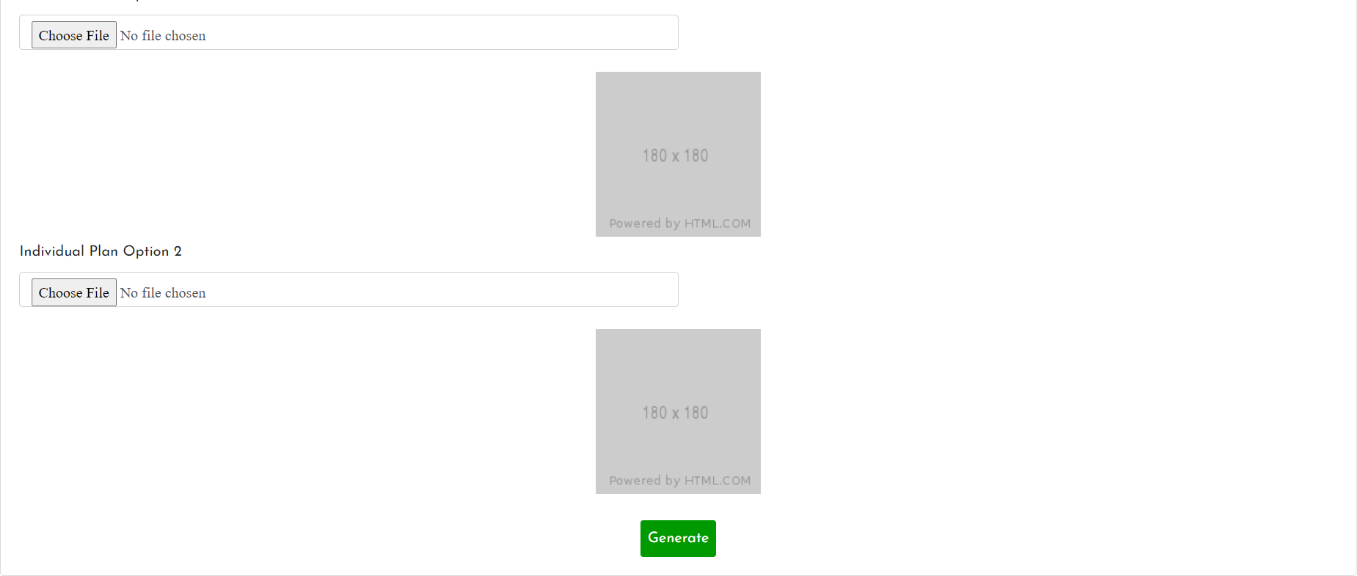 Choose File No file chosen
180 x 180
Powered by HTML.COM
Individual Plan Option 2
Choose File No file chosen
180 x 180
Powered by HTML.COM
Generate